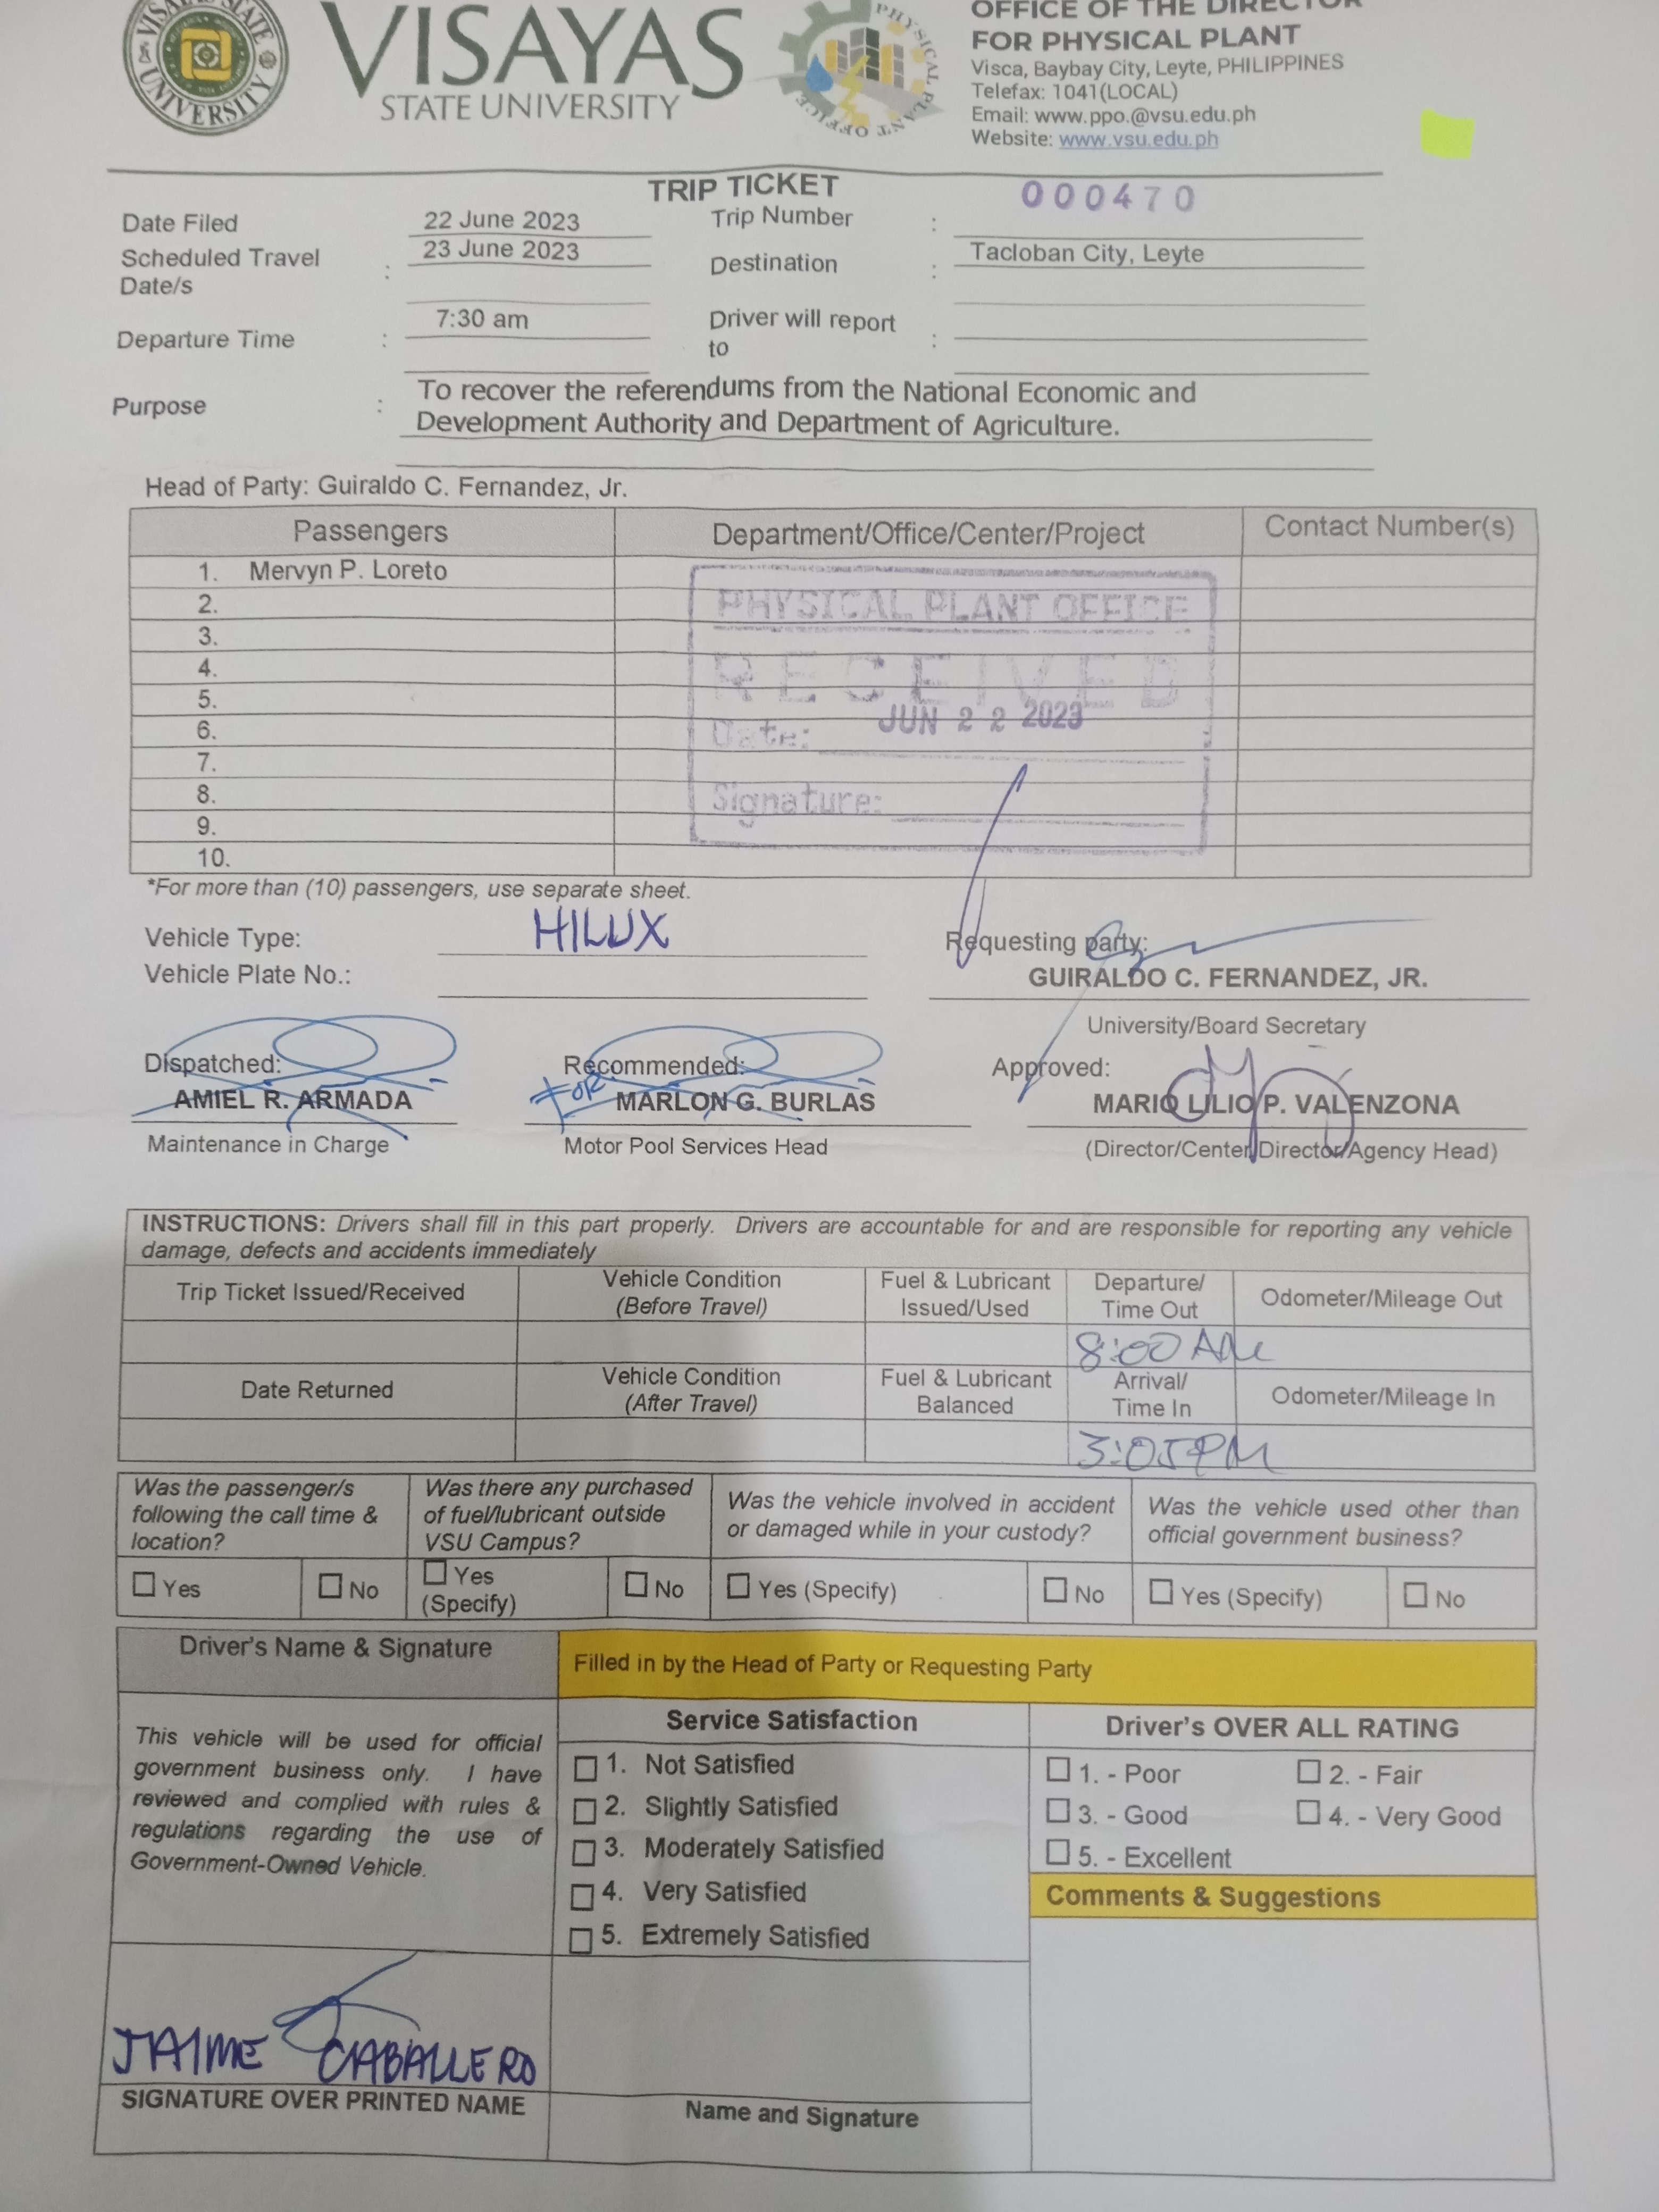 VISAYAS STATE UNIVERSITY
VISAYAS
STATE UNIVERSITY
PHYSICAL PLANT OFFICE
OFFICE OF THE DIRECTOR
FOR PHYSICAL PLANT
Visca, Baybay City, Leyte, PHILIPPINES
Telefax: 1041(LOCAL)
Email: www.ppo.@vsu.edu.ph
Website: www.vsu.edu.ph
TRIP TICKET
000470
Date Filed 22 June 2023 Trip Number :
Scheduled Travel Date/s : 23 June 2023 Destination : Tacloban City, Leyte
Departure Time : 7:30 am Driver will report to :
Purpose : To recover the referendums from the National Economic and
Development Authority and Department of Agriculture.
Head of Party: Guiraldo C. Fernandez, Jr.
Passengers Department/Office/Center/Project Contact Number(s)
1. Mervyn P. Loreto
2.
3.
4.
5.
6.
7.
8.
9.
10.
PHYSICAL PLANT OFFICE
RECEIVED
Date: JUN 22 2023
Signature:
*For more than (10) passengers, use separate sheet.
Vehicle Type: HILUX
Vehicle Plate No.:
Requesting party:
GUIRALDO C. FERNANDEZ, JR.
University/Board Secretary
Dispatched: Recommended: Approved:
AMIEL R. ARMADA FOR MARLON G. BURLAS MARIO LILIO P. VALENZONA
Maintenance in Charge Motor Pool Services Head (Director/Center Director/Agency Head)
INSTRUCTIONS: Drivers shall fill in this part properly. Drivers are accountable for and are responsible for reporting any vehicle
damage, defects and accidents immediately
Trip Ticket Issued/Received Vehicle Condition (Before Travel) Fuel & Lubricant Issued/Used Departure/ Time Out Odometer/Mileage Out
8:00 AM
Date Returned Vehicle Condition (After Travel) Fuel & Lubricant Balanced Arrival/ Time In Odometer/Mileage In
3:05PM
Was the passenger/s following the call time & location?
Was there any purchased of fuel/lubricant outside VSU Campus?
Was the vehicle involved in accident or damaged while in your custody?
Was the vehicle used other than official government business?
Yes No Yes (Specify) No Yes (Specify) No Yes (Specify) No
Driver's Name & Signature
Filled in by the Head of Party or Requesting Party
This vehicle will be used for official
government business only. I have
reviewed and complied with rules &
regulations regarding the use of
Government-Owned Vehicle.
Service Satisfaction
1. Not Satisfied
2. Slightly Satisfied
3. Moderately Satisfied
4. Very Satisfied
5. Extremely Satisfied
Driver's OVER ALL RATING
1. - Poor 2. - Fair
3. - Good 4. - Very Good
5. - Excellent
Comments & Suggestions
JAIME CABALLERO
SIGNATURE OVER PRINTED NAME
Name and Signature